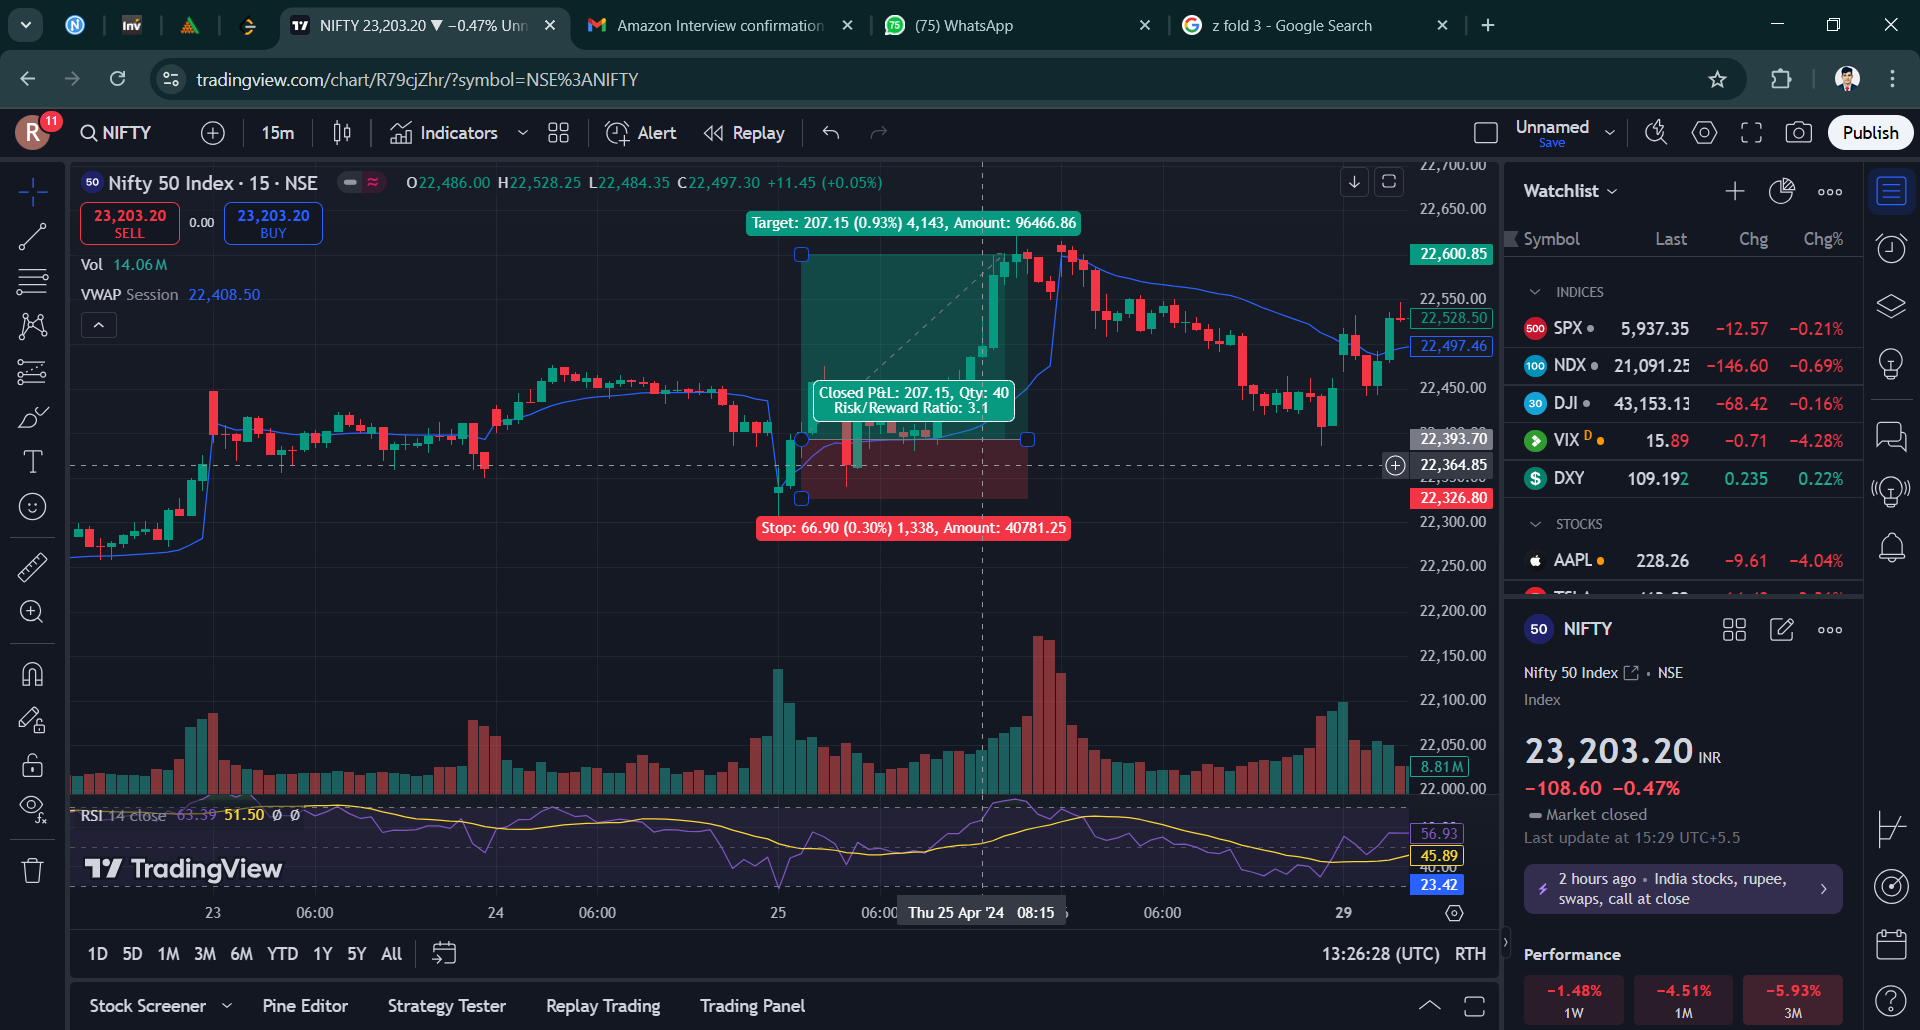 NIFTY 23,203.20 ▼ −0.47% Unn
Amazon Interview confirmation
(75) WhatsApp
z fold 3 - Google Search
tradingview.com/chart/R79cjZhr/?symbol=NSE%3ANIFTY
R 11
NIFTY
15m
Indicators
Alert
Replay
Unnamed
Save
Publish
50 Nifty 50 Index · 15 · NSE
O22,486.00 H22,528.25 L22,484.35 C22,497.30 +11.45 (+0.05%)
23,203.20
SELL
0.00
23,203.20
BUY
Vol 14.06 M
VWAP Session 22,408.50
Target: 207.15 (0.93%) 4,143, Amount: 96466.86
Closed P&L: 207.15, Qty: 40
Risk/Reward Ratio: 3.1
Stop: 66.90 (0.30%) 1,338, Amount: 40781.25
22,700.00
22,650.00
22,600.85
22,550.00
22,528.50
22,497.46
22,450.00
22,393.70
22,364.85
22,326.80
22,300.00
22,250.00
22,200.00
22,150.00
22,100.00
22,050.00
8.81 M
22,000.00
RSI 14 close 63.39 51.50 Ø Ø
56.93
45.89
40.00
23.42
TradingView
23 06:00 24 06:00 25 06:00 Thu 25 Apr '24 08:15 06:00 29
1D 5D 1M 3M 6M YTD 1Y 5Y All
13:26:28 (UTC) RTH
Stock Screener Pine Editor Strategy Tester Replay Trading Trading Panel
Watchlist
Symbol Last Chg Chg%
INDICES
500 SPX 5,937.35 −12.57 −0.21%
100 NDX 21,091.25 −146.60 −0.69%
30 DJI 43,153.13 −68.42 −0.16%
VIX D 15.89 −0.71 −4.28%
$ DXY 109.192 0.235 0.22%
STOCKS
AAPL 228.26 −9.61 −4.04%
50 NIFTY
Nifty 50 Index • NSE
Index
23,203.20 INR
−108.60 −0.47%
Market closed
Last update at 15:29 UTC+5.5
2 hours ago • India stocks, rupee,
swaps, call at close
Performance
−1.48% −4.51% −5.93%
1W 1M 3M